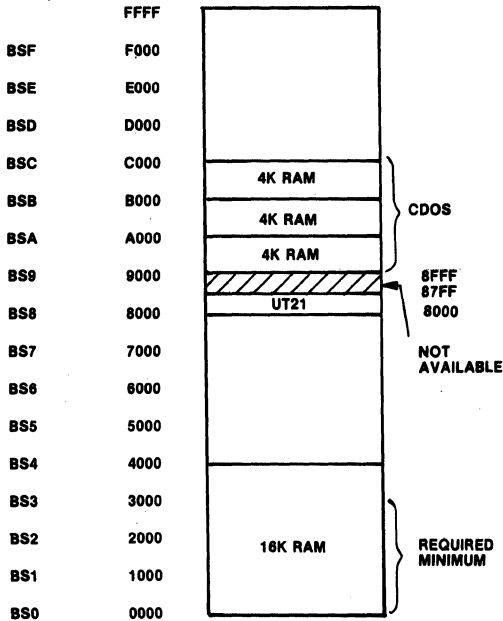 FFFF
BSF F000
BSE E000
BSD D000
BSC C000
4K RAM
BSB B000
CDOS
4K RAM
BSA A000
4K RAM
BS9 9000 8FFF
87FF
UT21
BS8 8000 8000
BS7 7000 NOT
AVAILABLE
BS6 6000
BS5 5000
BS4 4000
BS3 3000
BS2 2000 16K RAM REQUIRED
MINIMUM
BS1 1000
BS0 0000